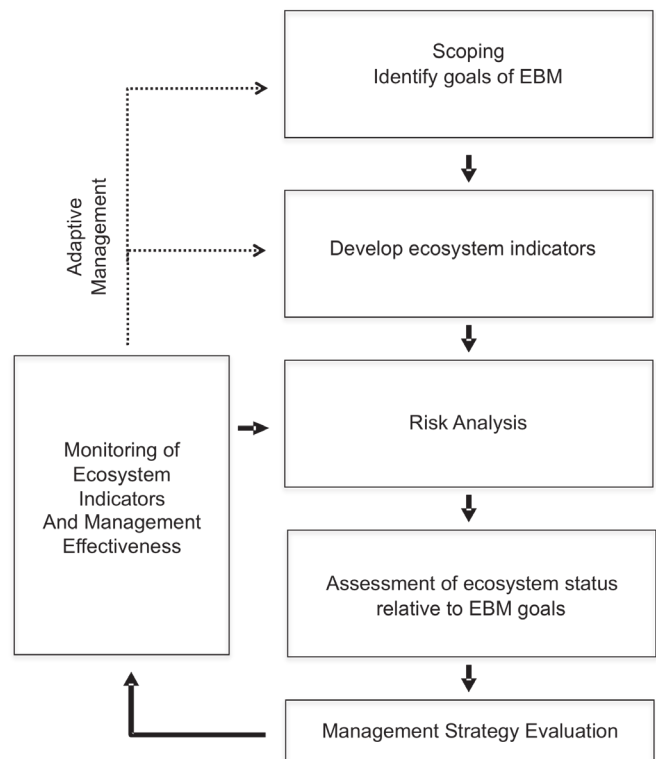 Scoping
Identify goals of EBM
Develop ecosystem indicators
Adaptive
Management
Risk Analysis
Monitoring of
Ecosystem
Indicators
And Management
Effectiveness
Assessment of ecosystem status
relative to EBM goals
Management Strategy Evaluation